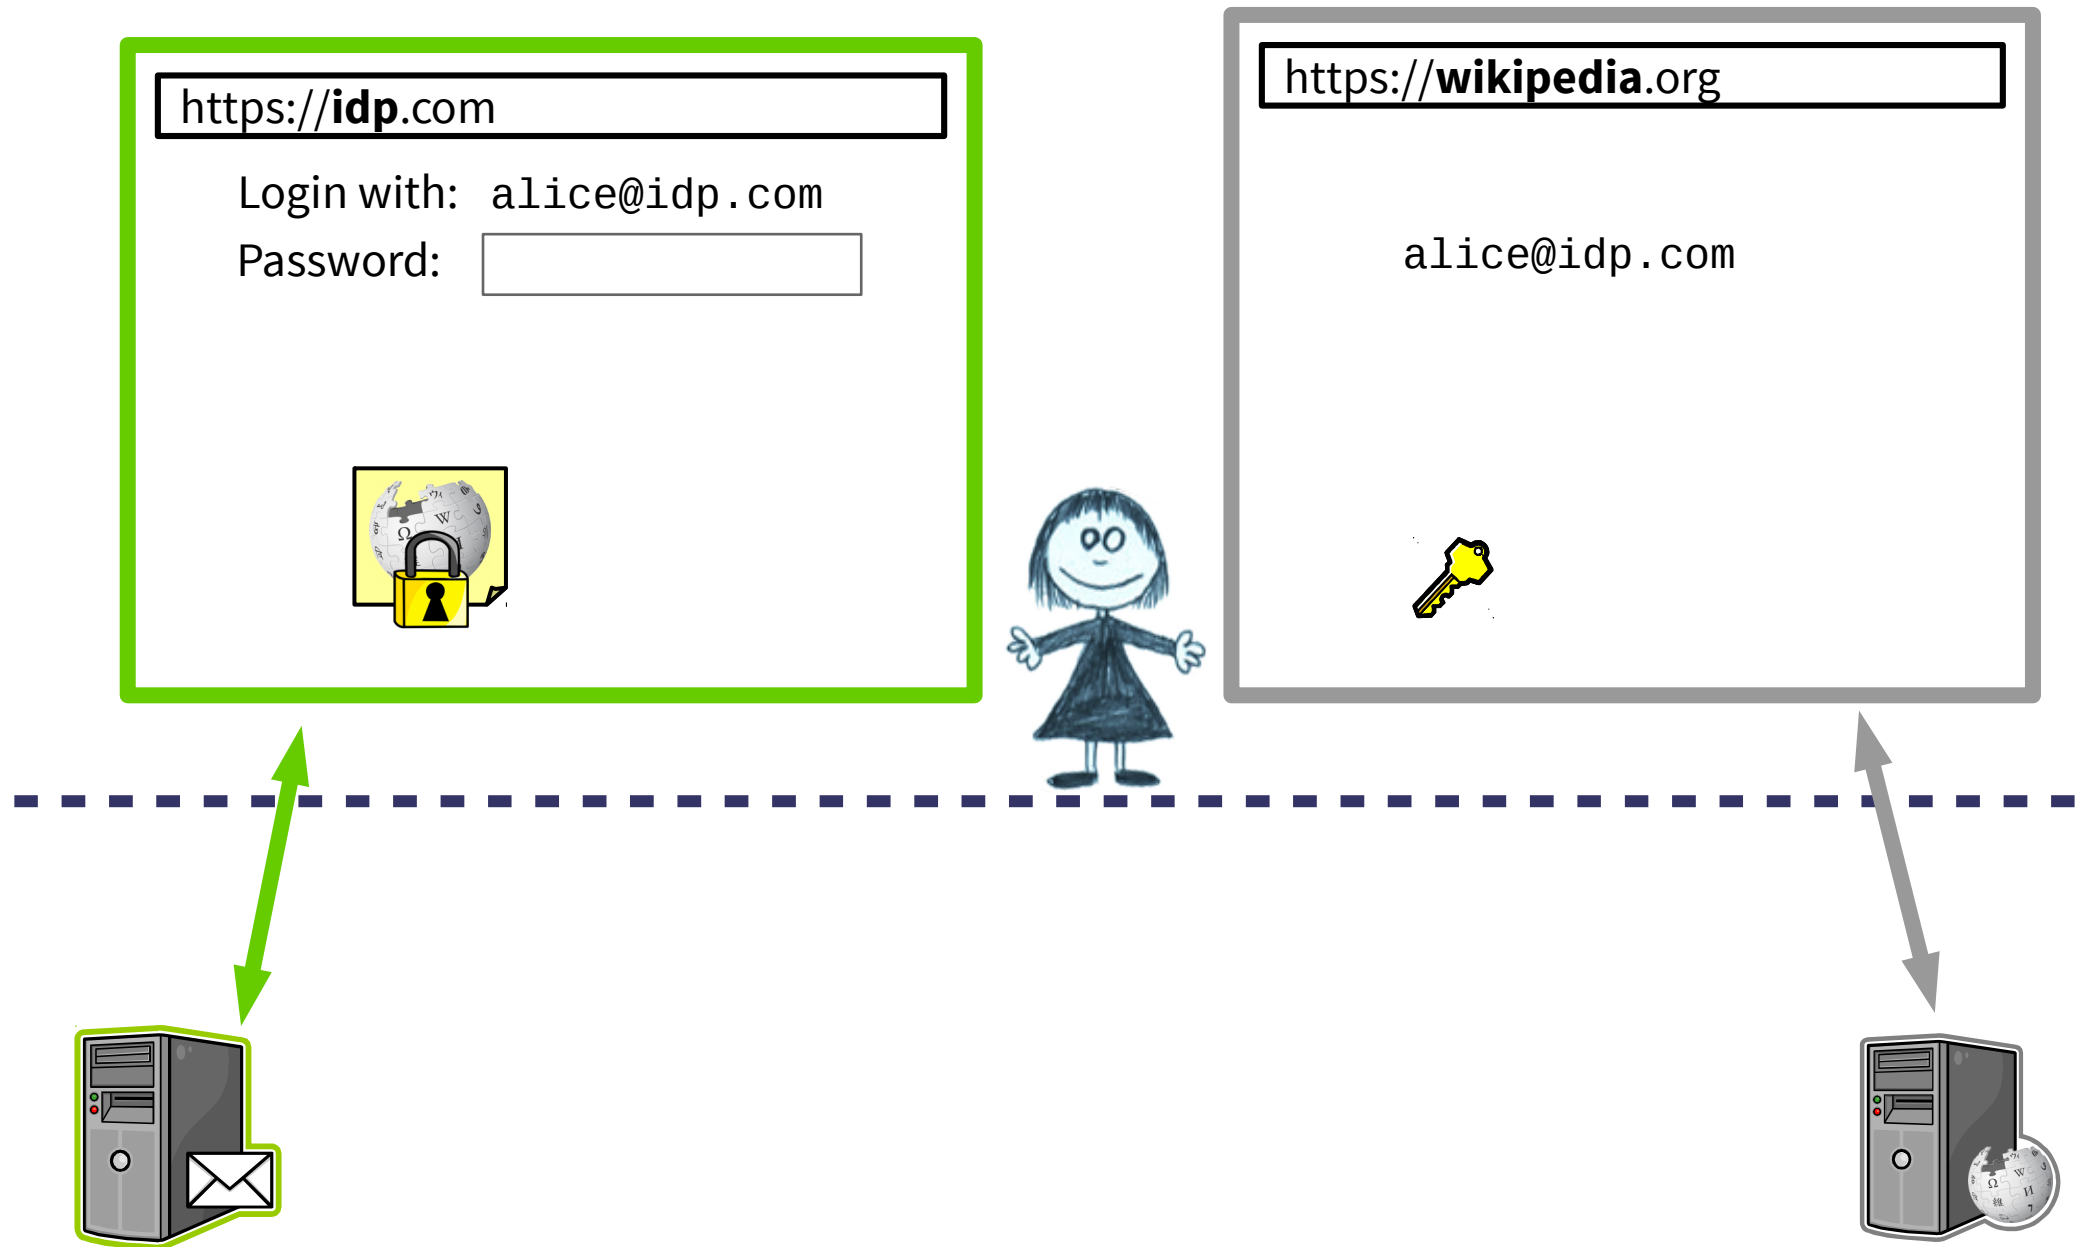 https://idp.com
Login with: alice@idp.com
Password:
https://wikipedia.org
alice@idp.com